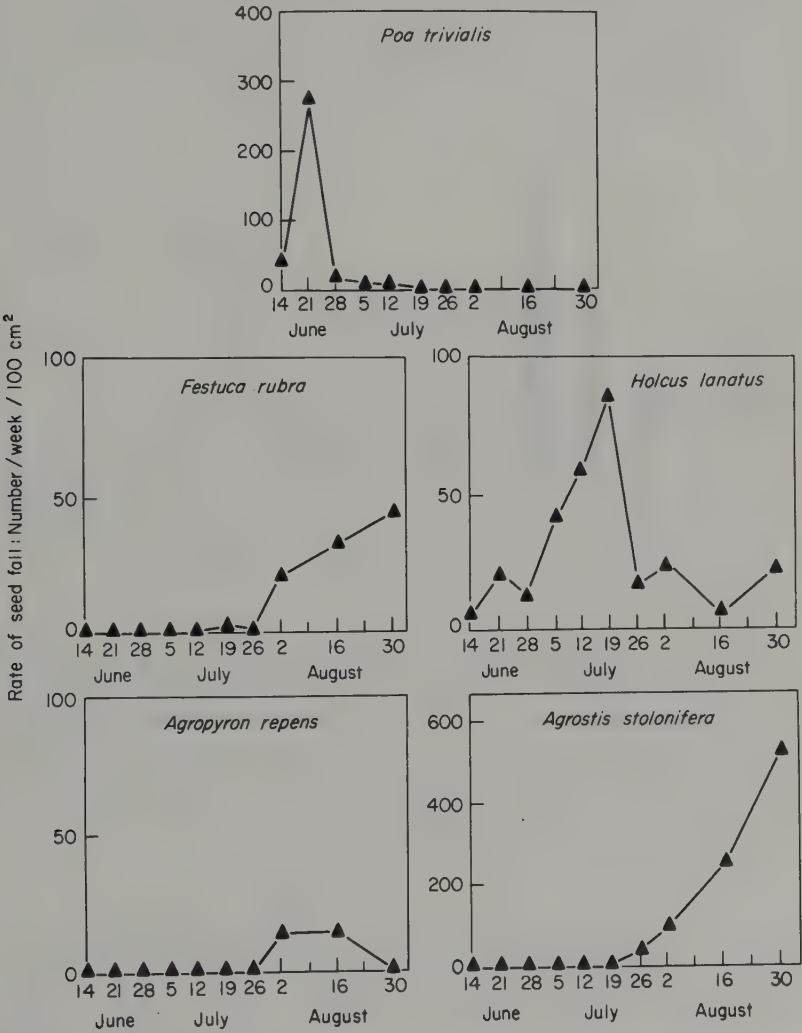 Poa trivialis
400
300
200
100
0
14 21 28 5 12 19 26 2 16 30
June July August
Rate of seed fall : Number / week / 100 cm²
Festuca rubra
100
50
0
14 21 28 5 12 19 26 2 16 30
June July August
Holcus lanatus
100
50
0
14 21 28 5 12 19 26 2 16 30
June July August
Agropyron repens
100
50
0
14 21 28 5 12 19 26 2 16 30
June July August
Agrostis stolonifera
600
400
200
0
14 21 28 5 12 19 26 2 16 30
June July August